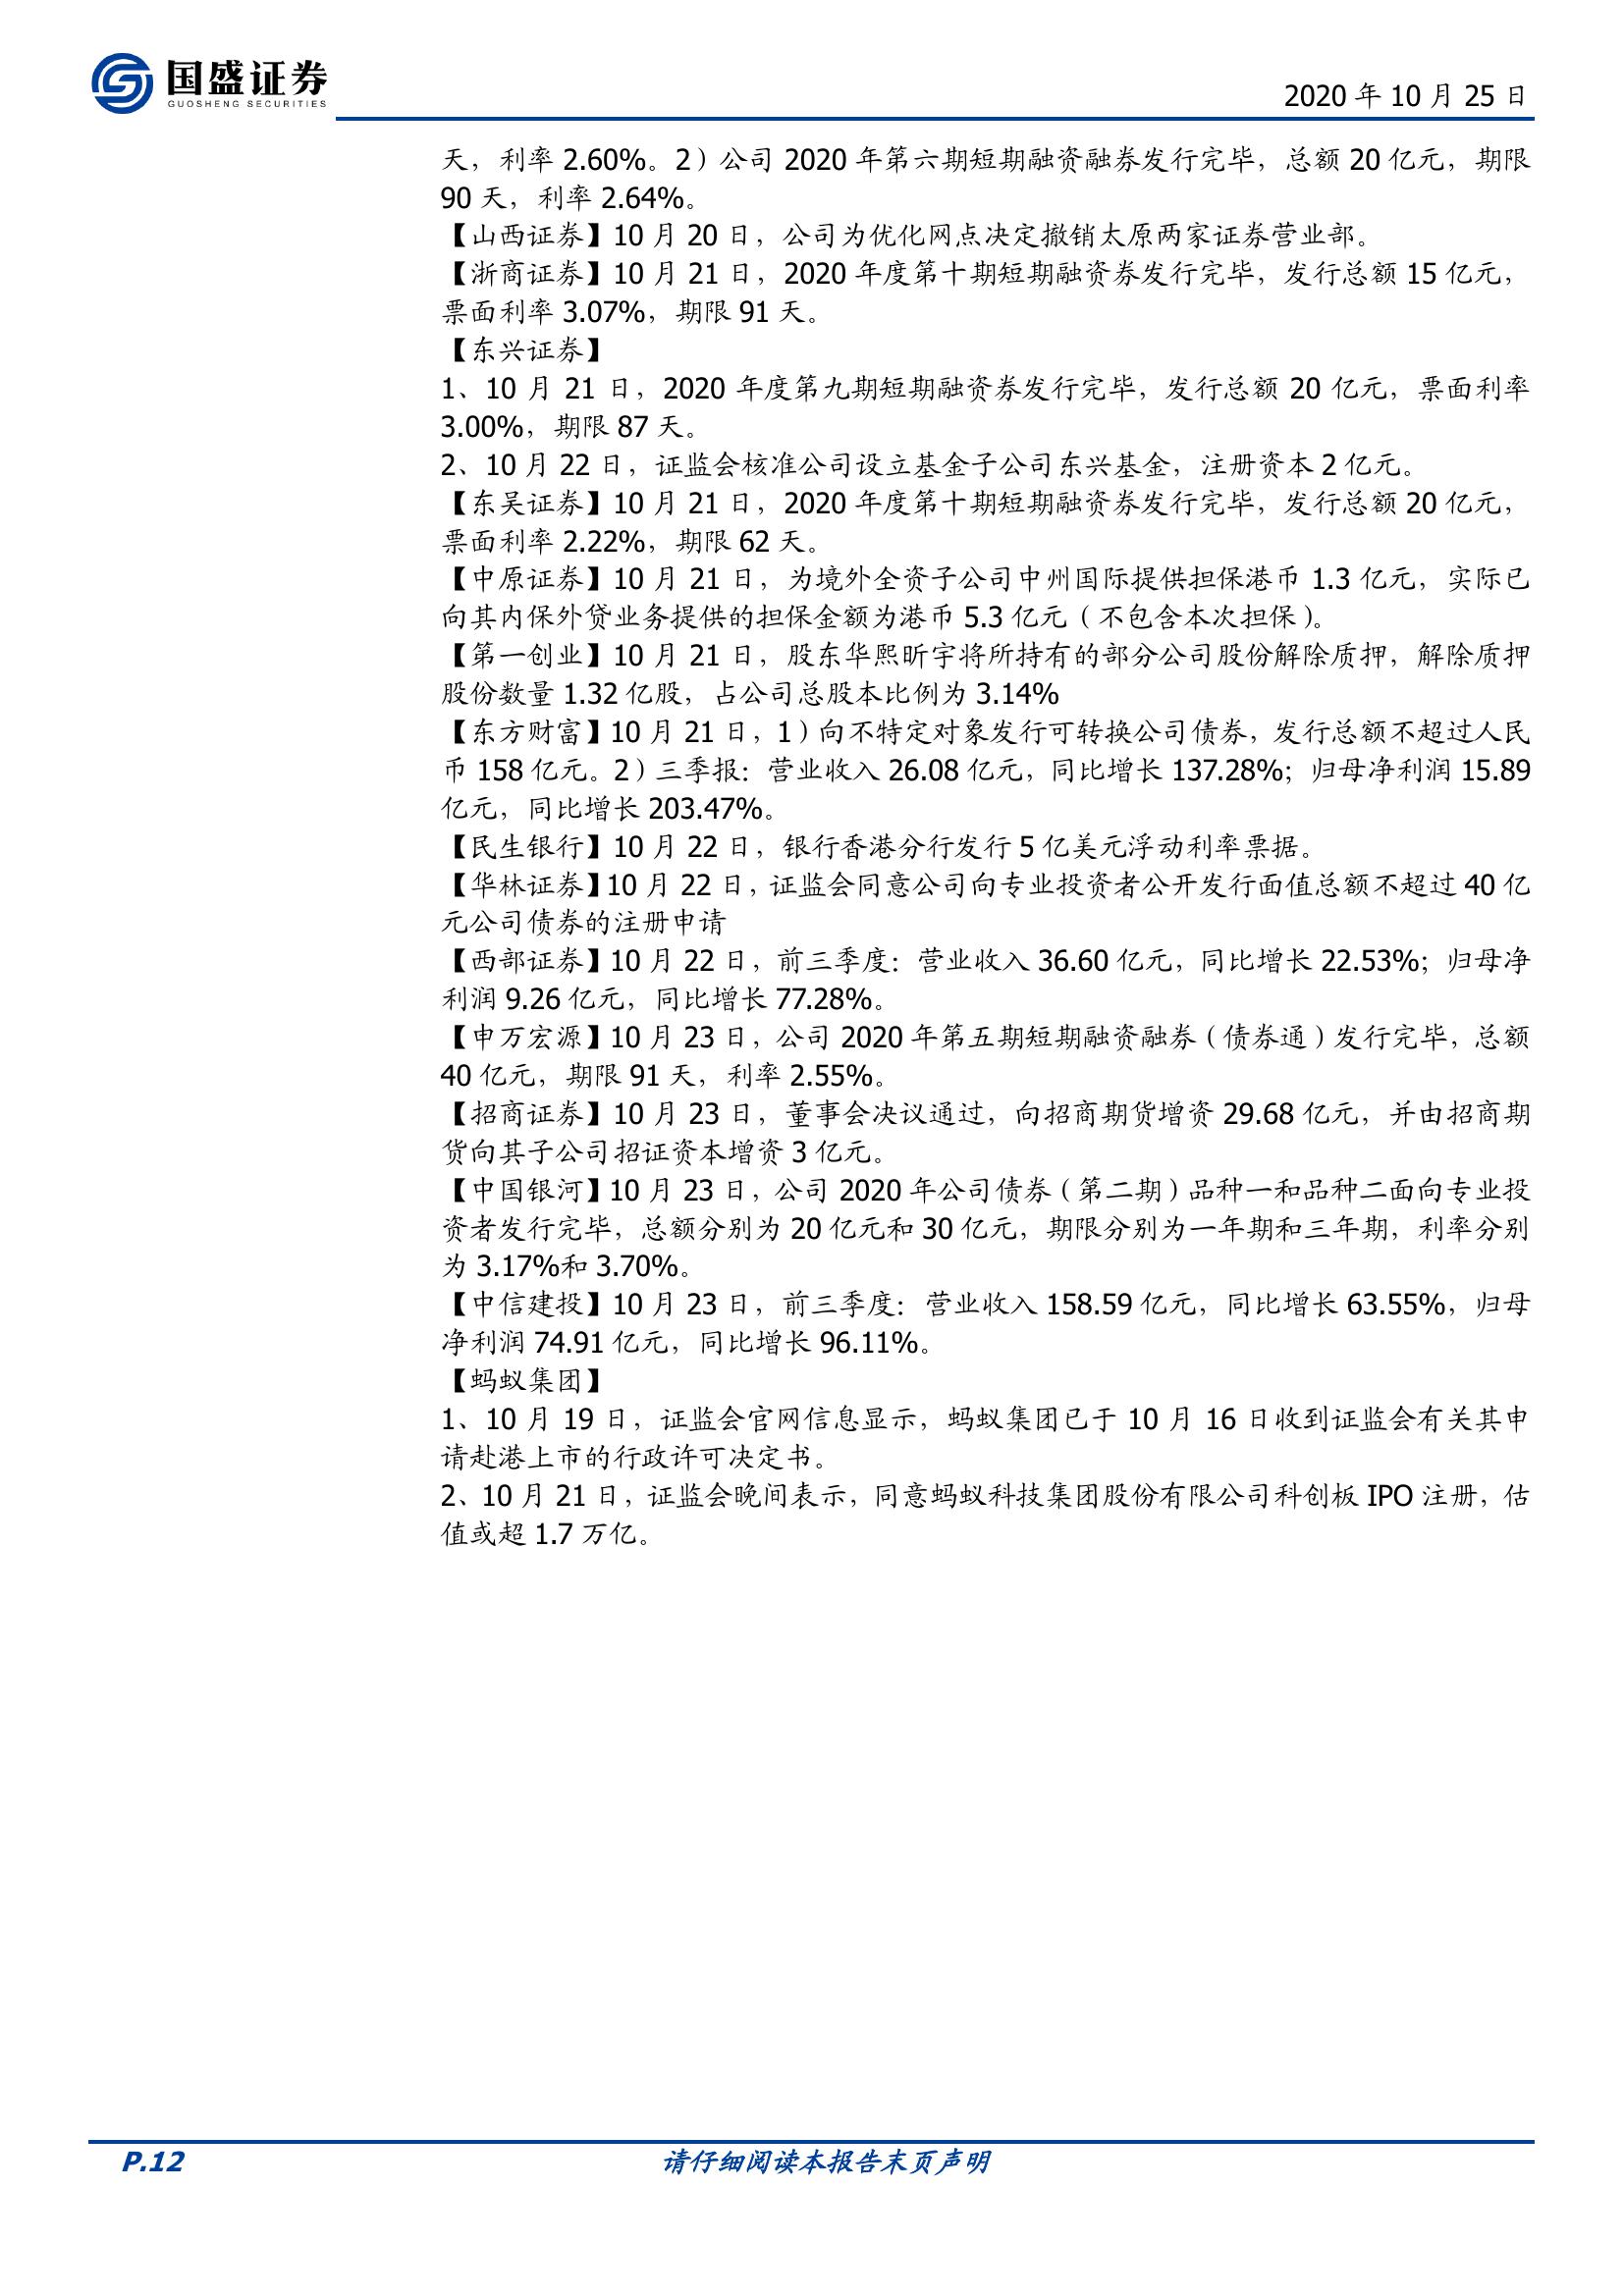 国盛证券
GUOSHENG SECURITIES
2020 年 10 月 25 日
天，利率 2.60%。2）公司 2020 年第六期短期融资融券发行完毕，总额 20 亿元，期限
90 天，利率 2.64%。
【山西证券】10 月 20 日，公司为优化网点决定撤销太原两家证券营业部。
【浙商证券】10 月 21 日，2020 年度第十期短期融资券发行完毕，发行总额 15 亿元，
票面利率 3.07%，期限 91 天。
【东兴证券】
1、10 月 21 日，2020 年度第九期短期融资券发行完毕，发行总额 20 亿元，票面利率
3.00%，期限 87 天。
2、10 月 22 日，证监会核准公司设立基金子公司东兴基金，注册资本 2 亿元。
【东吴证券】10 月 21 日，2020 年度第十期短期融资券发行完毕，发行总额 20 亿元，
票面利率 2.22%，期限 62 天。
【中原证券】10 月 21 日，为境外全资子公司中州国际提供担保港币 1.3 亿元，实际已
向其内保外贷业务提供的担保金额为港币 5.3 亿元（不包含本次担保）。
【第一创业】10 月 21 日，股东华熙昕宇将所持有的部分公司股份解除质押，解除质押
股份数量 1.32 亿股，占公司总股本比例为 3.14%
【东方财富】10 月 21 日，1）向不特定对象发行可转换公司债券，发行总额不超过人民
币 158 亿元。2）三季报：营业收入 26.08 亿元，同比增长 137.28%；归母净利润 15.89
亿元，同比增长 203.47%。
【民生银行】10 月 22 日，银行香港分行发行 5 亿美元浮动利率票据。
【华林证券】10 月 22 日，证监会同意公司向专业投资者公开发行面值总额不超过 40 亿
元公司债券的注册申请
【西部证券】10 月 22 日，前三季度：营业收入 36.60 亿元，同比增长 22.53%；归母净
利润 9.26 亿元，同比增长 77.28%。
【申万宏源】10 月 23 日，公司 2020 年第五期短期融资融券（债券通）发行完毕，总额
40 亿元，期限 91 天，利率 2.55%。
【招商证券】10 月 23 日，董事会决议通过，向招商期货增资 29.68 亿元，并由招商期
货向其子公司招证资本增资 3 亿元。
【中国银河】10 月 23 日，公司 2020 年公司债券（第二期）品种一和品种二面向专业投
资者发行完毕，总额分别为 20 亿元和 30 亿元，期限分别为一年期和三年期，利率分别
为 3.17%和 3.70%。
【中信建投】10 月 23 日，前三季度：营业收入 158.59 亿元，同比增长 63.55%，归母
净利润 74.91 亿元，同比增长 96.11%。
【蚂蚁集团】
1、10 月 19 日，证监会官网信息显示，蚂蚁集团已于 10 月 16 日收到证监会有关其申
请赴港上市的行政许可决定书。
2、10 月 21 日，证监会晚间表示，同意蚂蚁科技集团股份有限公司科创板 IPO 注册，估
值或超 1.7 万亿。
P.12
请仔细阅读本报告末页声明